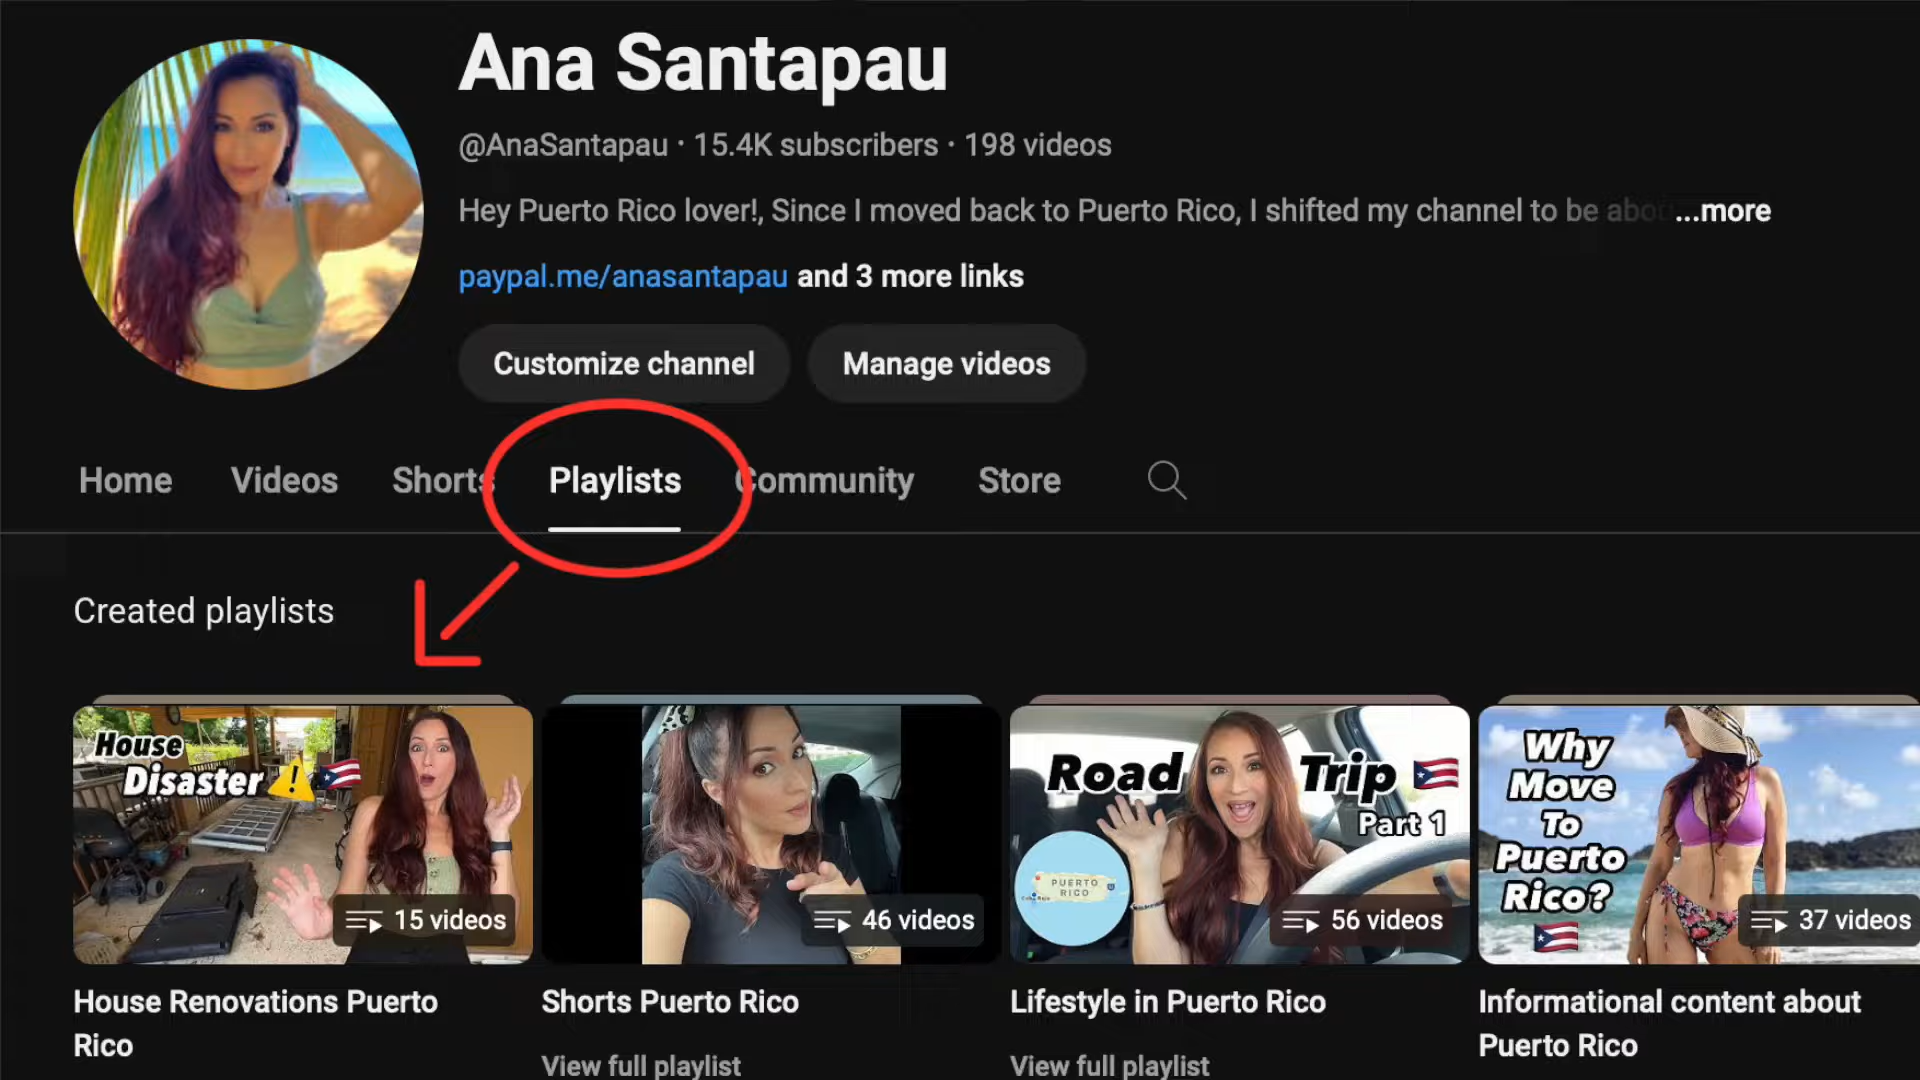 Ana Santapau
@AnaSantapau · 15.4K subscribers · 198 videos
Hey Puerto Rico lover!, Since I moved back to Puerto Rico, I shifted my channel to be ...more
paypal.me/anasantapau and 3 more links
Customize channel Manage videos
Home Videos Shorts Playlists Community Store
Created playlists
House
Disaster
15 videos
46 videos
Road Trip
Part 1
PUERTO
RICO
56 videos
Why
Move
To
Puerto
Rico?
37 videos
House Renovations Puerto
Rico
Shorts Puerto Rico
View full playlist
Lifestyle in Puerto Rico
View full playlist
Informational content about
Puerto Rico